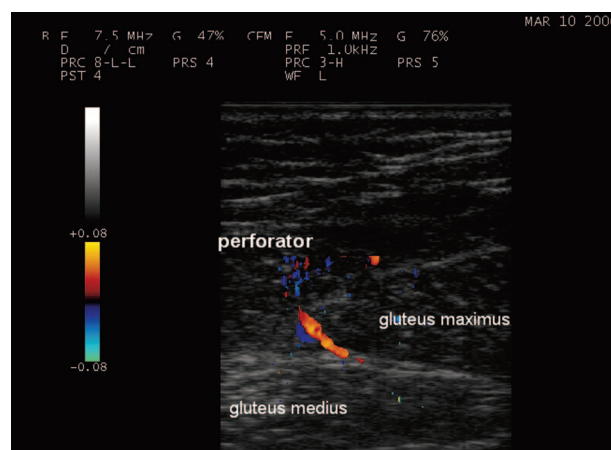 MAR 10 200
B F 7.5 MHz G 47% CFM F 5.0 MHz G 76%
D / cm PRF 1.0kHz
PRC 8-L-L PRS 4 PRC 3-H PRS 5
PST 4 WF L
+0.08
perforator
gluteus maximus
-0.08
gluteus medius